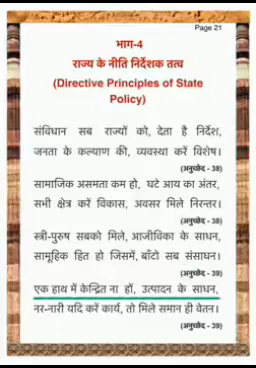 Page 21
भाग-4
राज्य के नीति निर्देशक तत्व
(Directive Principles of State
Policy)
संविधान सब राज्यों को, देता है निर्देश,
जनता के कल्याण की, व्यवस्था करें विशेष।
(अनुच्छेद - 38)
सामाजिक असमता कम हो, घटे आय का अंतर,
सभी क्षेत्र करें विकास, अवसर मिले निरन्तर।
(अनुच्छेद - 38)
स्त्री-पुरुष सबको मिले, आजीविका के साधन,
सामूहिक हित हो जिसमें, बाँटो सब संसाधन।
(अनुच्छेद - 39)
एक हाथ में केन्द्रित ना हों, उत्पादन के साधन,
नर-नारी यदि करें कार्य, तो मिले समान ही वेतन।
(अनुच्छेद - 39)